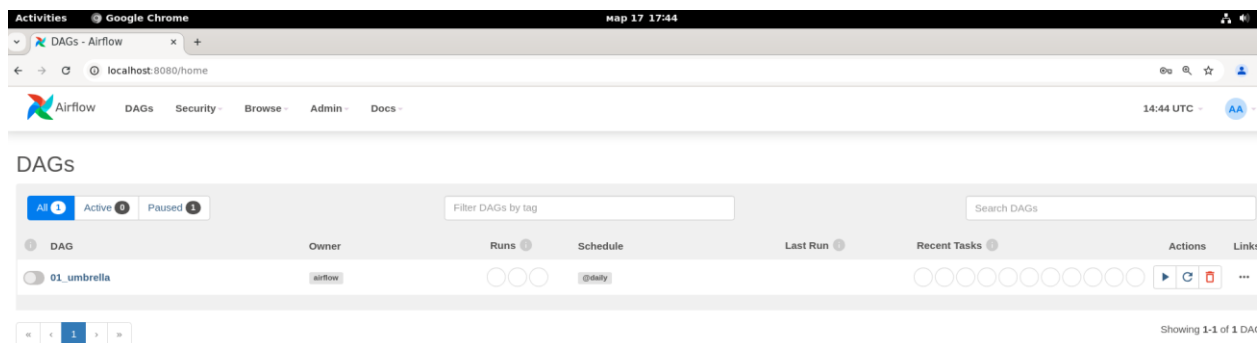 Activities Google Chrome мар 17 17:44
DAGs - Airflow × +
localhost:8080/home
Airflow DAGs Security Browse Admin Docs 14:44 UTC AA
DAGs
All 1 Active 0 Paused 1 Filter DAGs by tag Search DAGs
DAG Owner Runs Schedule Last Run Recent Tasks Actions Links
01_umbrella airflow @daily
« ‹ 1 › » Showing 1-1 of 1 DAG